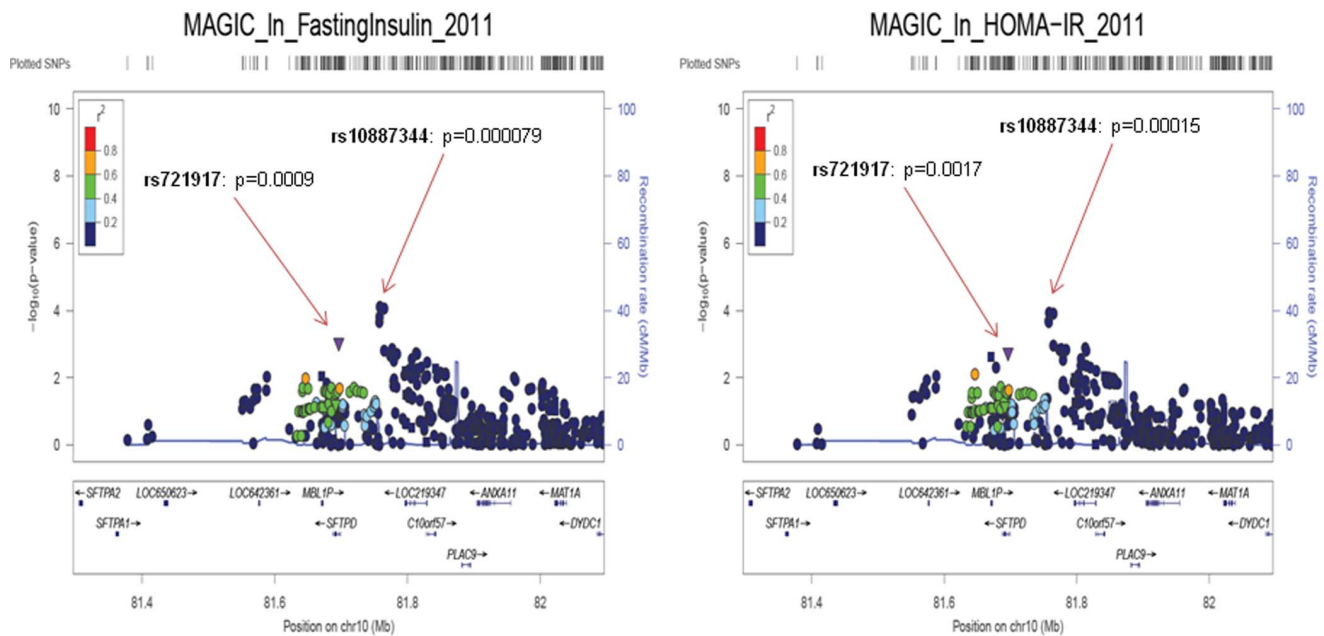 MAGIC_ln_FastingInsulin_2011
Plotted SNPs
10
8
6
4
2
0
−log10(p−value)
r2
0.8
0.6
0.4
0.2
rs10887344: p=0.000079
rs721917: p=0.0009
100
80
60
40
20
0
Recombination rate (cM/Mb)
←SFTPA2 LOC650623→ LOC642361→ MBL1P→ ←LOC219347 ←ANXA11 ←MAT1A
SFTPA1→ ←SFTPD C10orf57→ ←DYDC1
PLAC9→
81.4 81.6 81.8 82
Position on chr10 (Mb)
MAGIC_ln_HOMA−IR_2011
Plotted SNPs
10
8
6
4
2
0
−log10(p−value)
r2
0.8
0.6
0.4
0.2
rs10887344: p=0.00015
rs721917: p=0.0017
100
80
60
40
20
0
Recombination rate (cM/Mb)
←SFTPA2 LOC650623→ LOC642361→ MBL1P→ ←LOC219347 ←ANXA11 ←MAT1A
SFTPA1→ ←SFTPD C10orf57→ ←DYDC1
PLAC9→
81.4 81.6 81.8 82
Position on chr10 (Mb)